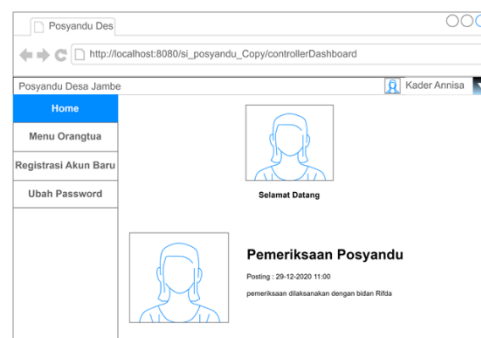 Posyandu Des
http://localhost:8080/si_posyandu_Copy/controllerDashboard
Posyandu Desa Jambe
Kader Annisa
Home
Menu Orangtua
Registrasi Akun Baru
Ubah Password
Selamat Datang
Pemeriksaan Posyandu
Posting : 29-12-2020 11:00
pemeriksaan dilaksanakan dengan bidan Rifda